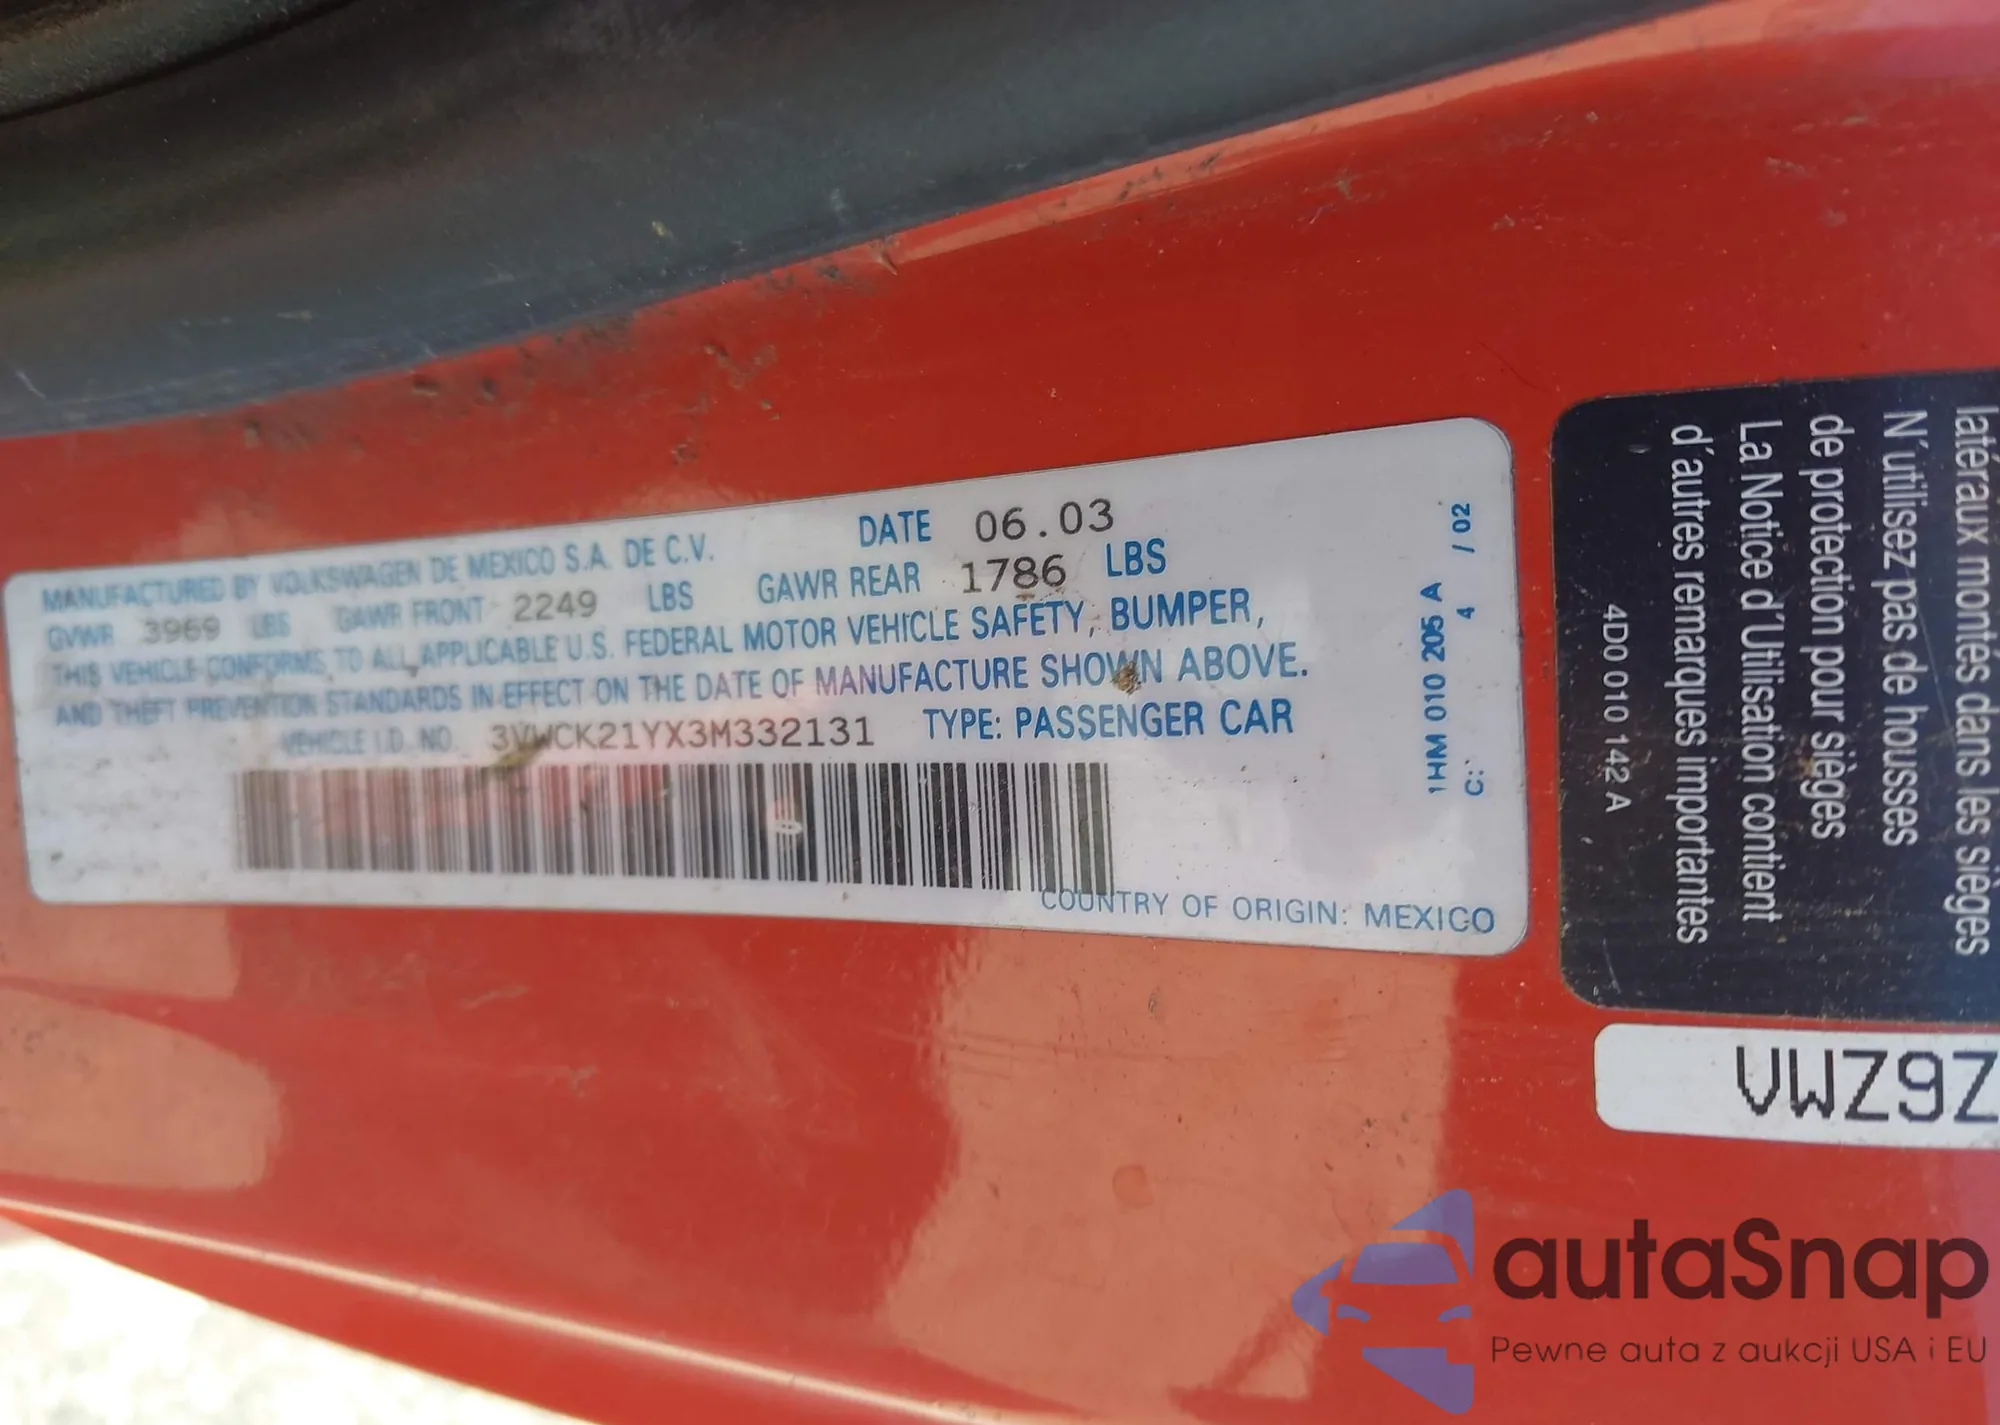 MANUFACTURED BY VOLKSWAGEN DE MEXICO S.A. DE C.V. DATE 06.03
GVWR 3969 LBS GAWR FRONT 2249 LBS GAWR REAR 1786 LBS
THIS VEHICLE CONFORMS TO ALL APPLICABLE U.S. FEDERAL MOTOR VEHICLE SAFETY, BUMPER,
AND THEFT PREVENTION STANDARDS IN EFFECT ON THE DATE OF MANUFACTURE SHOWN ABOVE.
VEHICLE I.D. NO. 3VWCK21YX3M332131 TYPE: PASSENGER CAR
COUNTRY OF ORIGIN: MEXICO
1HM 010 205 A
C: 4 / 02
latéraux montés dans les sièges
N'utilisez pas de housses
de protection pour sièges
La Notice d'Utilisation contient
d'autres remarques importantes
4D0 010 142 A
VWZ9Z
autaSnap
Pewne auta z aukcji USA i EU